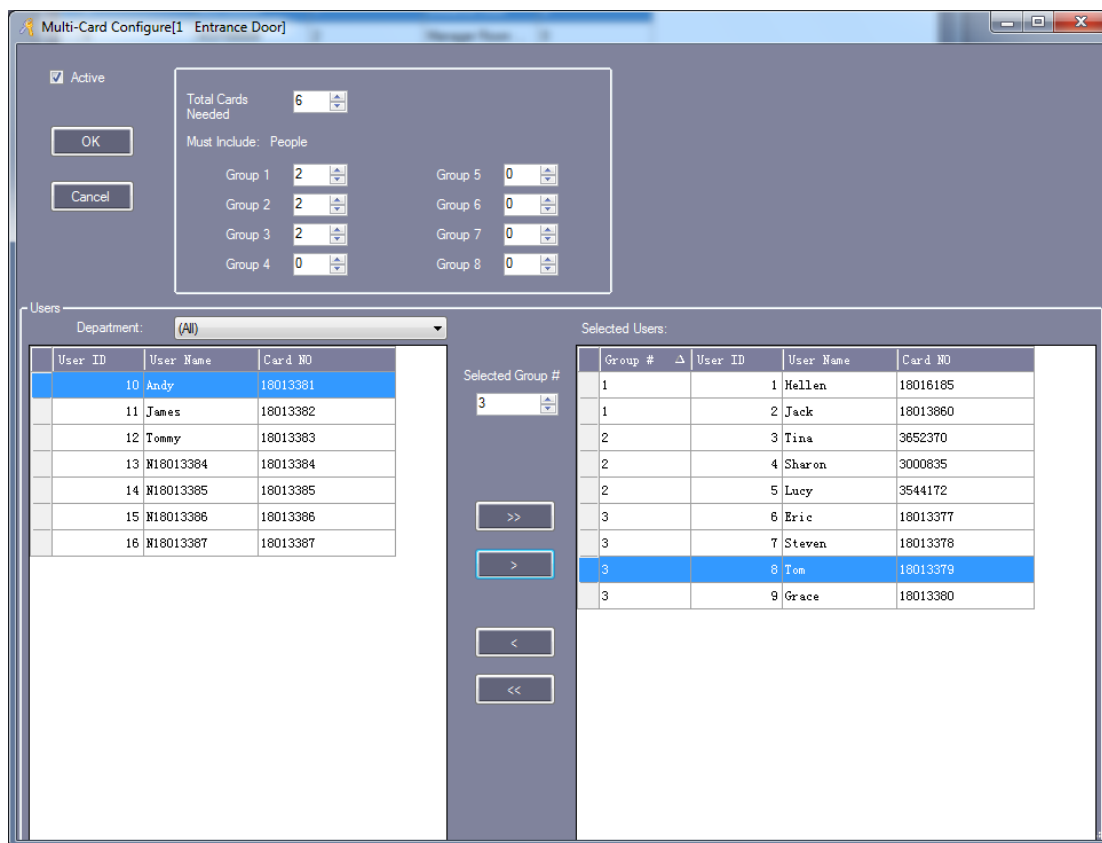 Multi-Card Configure[1   Entrance Door]
Active
Total Cards Needed 6
OK
Must Include: People
Group 1 2 Group 5 0
Cancel
Group 2 2 Group 6 0
Group 3 2 Group 7 0
Group 4 0 Group 8 0
Users
Department: (All)
Selected Users:
User ID User Name Card NO
10 Andy 18013381
11 James 18013382
12 Tommy 18013383
13 N18013384 18013384
14 N18013385 18013385
15 N18013386 18013386
16 N18013387 18013387
Selected Group #
3
>>
>
<
<<
Group # User ID User Name Card NO
1 1 Hellen 18016185
1 2 Jack 18013860
2 3 Tina 3652370
2 4 Sharon 3000835
2 5 Lucy 3544172
3 6 Eric 18013377
3 7 Steven 18013378
3 8 Tom 18013379
3 9 Grace 18013380